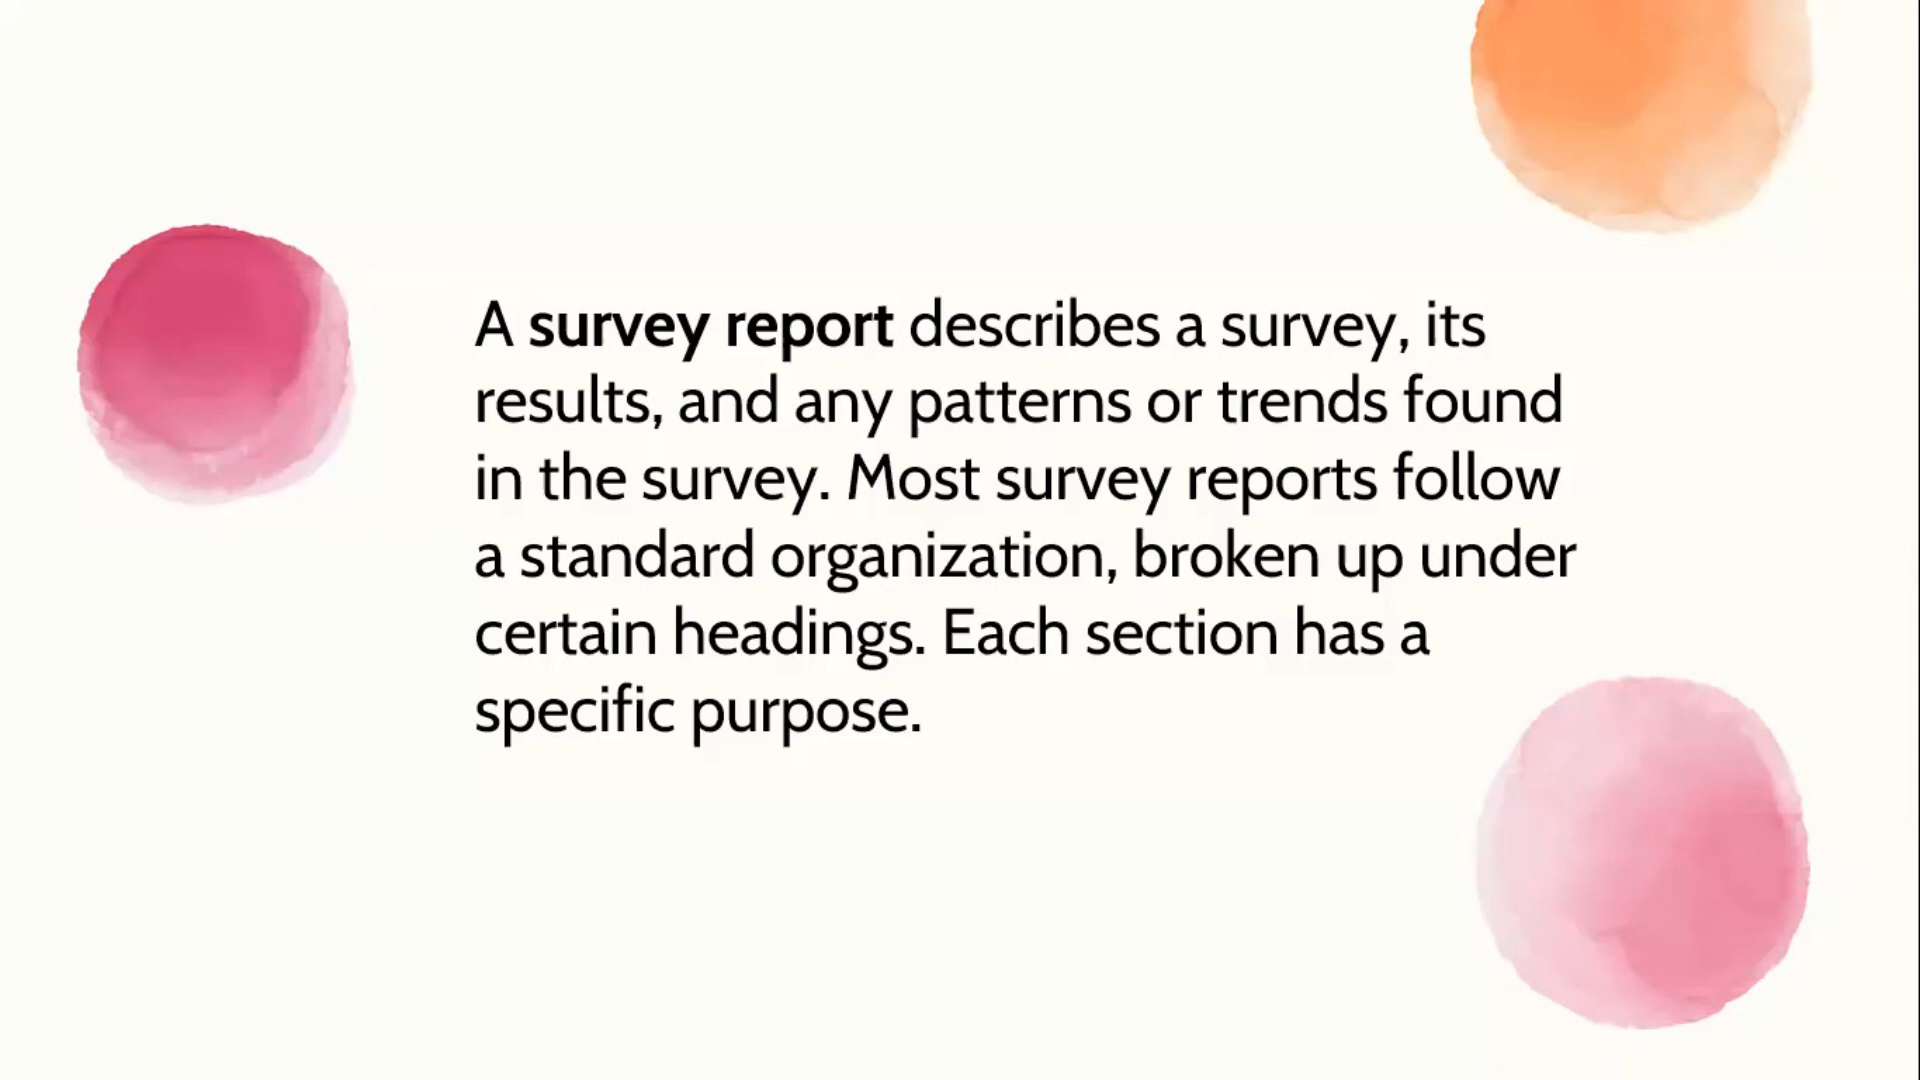 A survey report describes a survey, its
results, and any patterns or trends found
in the survey. Most survey reports follow
a standard organization, broken up under
certain headings. Each section has a
specific purpose.